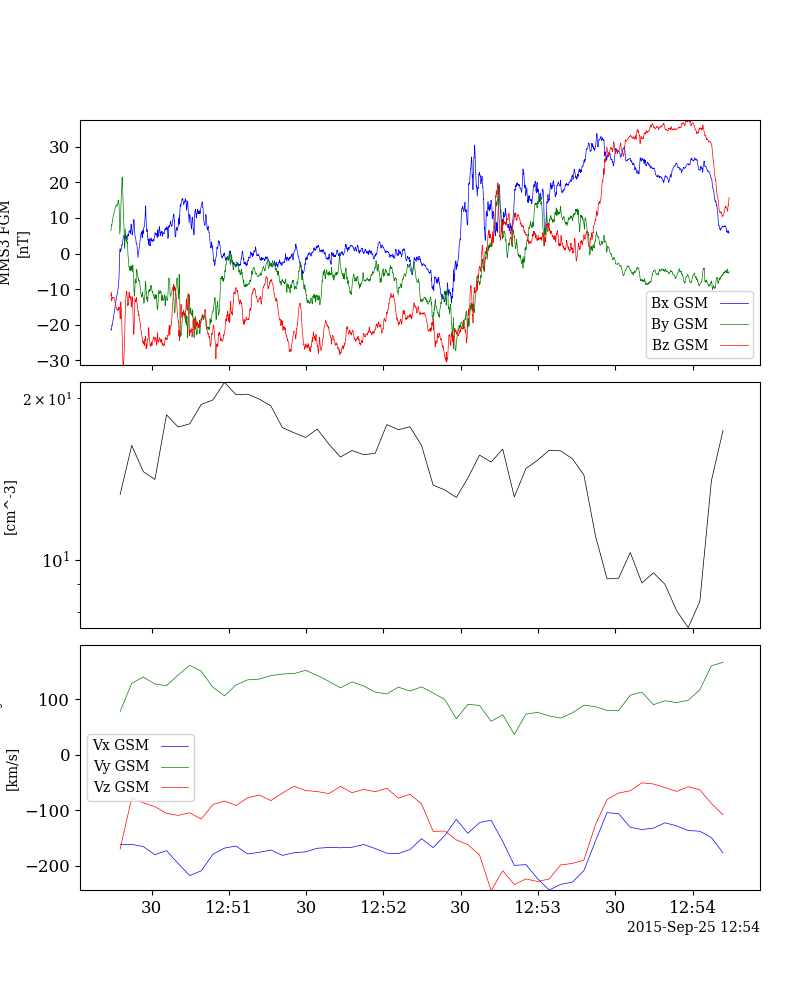 MMS3 FGM
[nT]
30
20
10
0
−10
−20
−30
Bx GSM
By GSM
Bz GSM
2 × 10¹
10¹
[cm^-3]
100
0
−100
−200
[km/s]
Vx GSM
Vy GSM
Vz GSM
30 12:51 30 12:52 30 12:53 30 12:54
2015-Sep-25 12:54